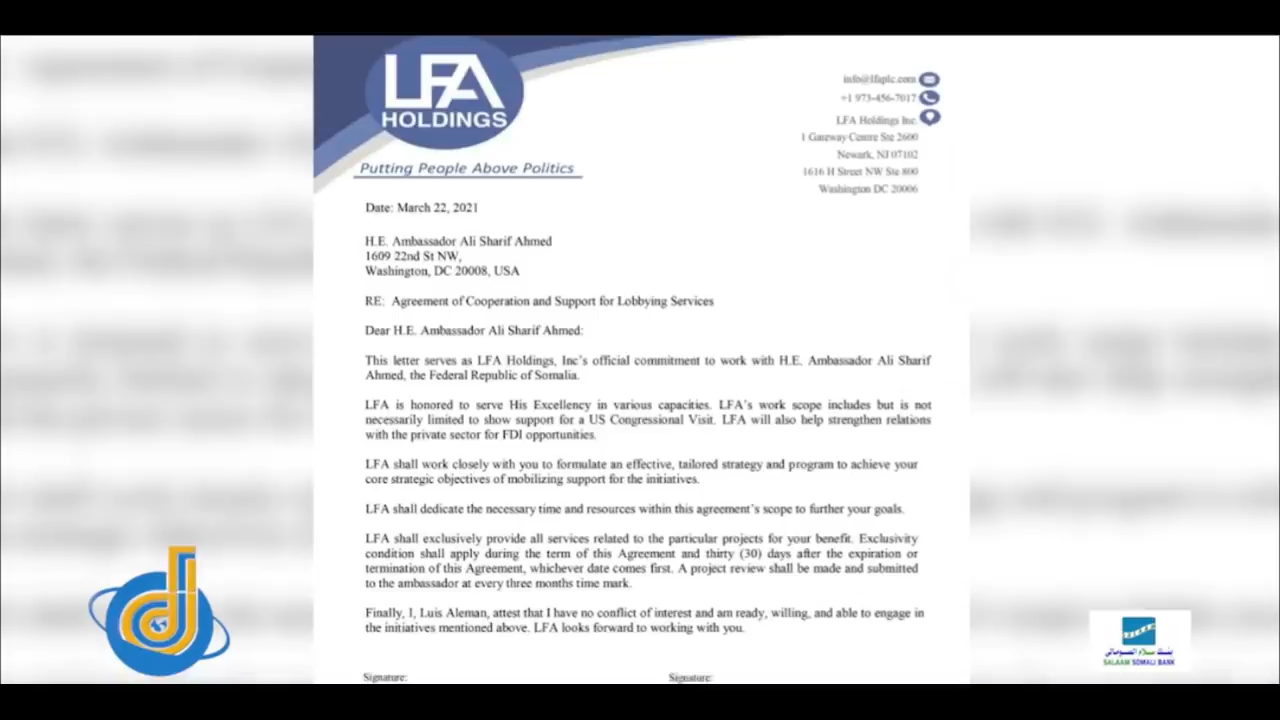 LFA
HOLDINGS
Putting People Above Politics
info@lfaplc.com
+1 973-456-7017
LFA Holdings Inc.
1 Gateway Centre Ste 2600
Newark, NJ 07102
1616 H Street NW Ste 800
Washington DC 20006
Date: March 22, 2021
H.E. Ambassador Ali Sharif Ahmed
1609 22nd St NW,
Washington, DC 20008, USA
RE: Agreement of Cooperation and Support for Lobbying Services
Dear H.E. Ambassador Ali Sharif Ahmed:
This letter serves as LFA Holdings, Inc's official commitment to work with H.E. Ambassador Ali Sharif
Ahmed, the Federal Republic of Somalia.
LFA is honored to serve His Excellency in various capacities. LFA's work scope includes but is not
necessarily limited to show support for a US Congressional Visit. LFA will also help strengthen relations
with the private sector for FDI opportunities.
LFA shall work closely with you to formulate an effective, tailored strategy and program to achieve your
core strategic objectives of mobilizing support for the initiatives.
LFA shall dedicate the necessary time and resources within this agreement's scope to further your goals.
LFA shall exclusively provide all services related to the particular projects for your benefit. Exclusivity
condition shall apply during the term of this Agreement and thirty (30) days after the expiration or
termination of this Agreement, whichever date comes first. A project review shall be made and submitted
to the ambassador at every three months time mark.
Finally, I, Luis Aleman, attest that I have no conflict of interest and am ready, willing, and able to engage in
the initiatives mentioned above. LFA looks forward to working with you.
Signature: Signature:
بنك سلام الصومالي
SALAAM SOMALI BANK